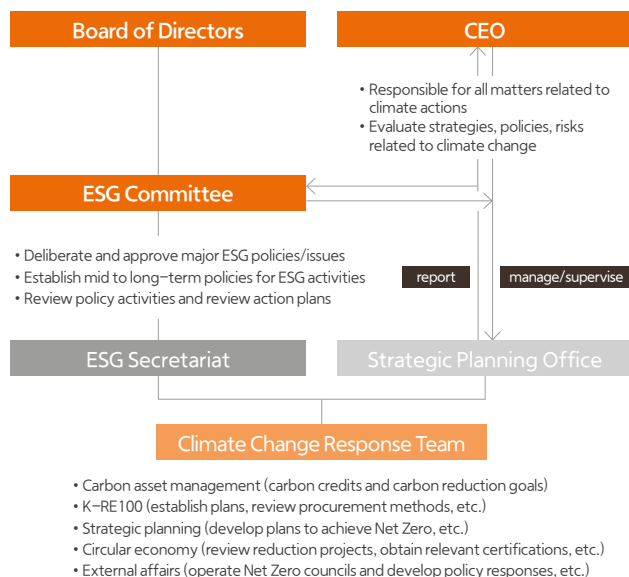 Board of Directors
CEO
• Responsible for all matters related to
climate actions
• Evaluate strategies, policies, risks
related to climate change
ESG Committee
• Deliberate and approve major ESG policies/issues
• Establish mid to long-term policies for ESG activities
• Review policy activities and review action plans
report
manage/supervise
ESG Secretariat
Strategic Planning Office
Climate Change Response Team
• Carbon asset management (carbon credits and carbon reduction goals)
• K-RE100 (establish plans, review procurement methods, etc.)
• Strategic planning (develop plans to achieve Net Zero, etc.)
• Circular economy (review reduction projects, obtain relevant certifications, etc.)
• External affairs (operate Net Zero councils and develop policy responses, etc.)